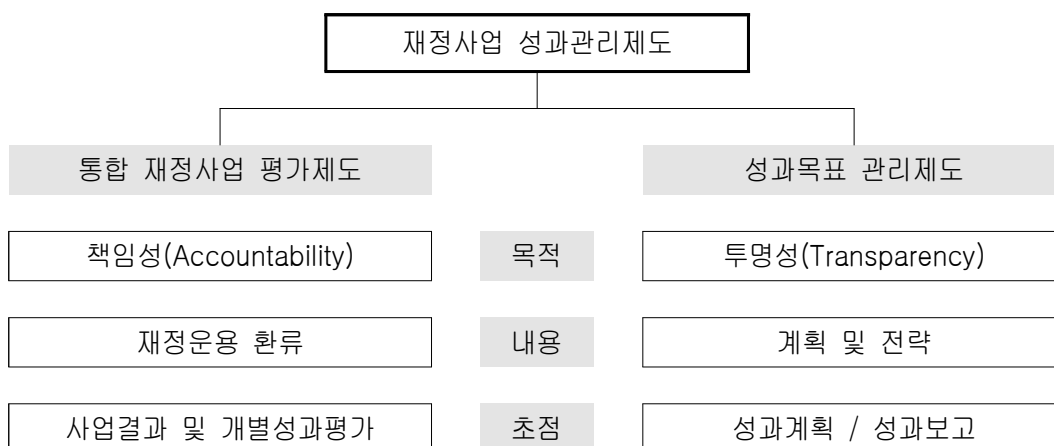 재정사업 성과관리제도
통합 재정사업 평가제도
성과목표 관리제도
책임성(Accountability)
목적
투명성(Transparency)
재정운용 환류
내용
계획 및 전략
사업결과 및 개별성과평가
초점
성과계획 / 성과보고